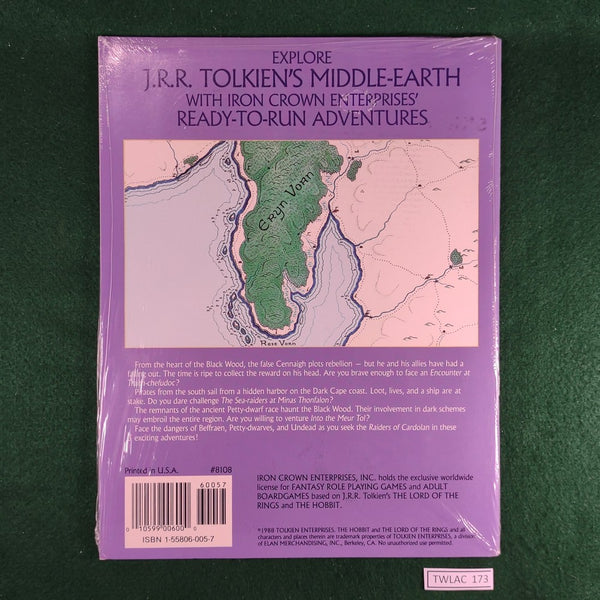 EXPLORE
J.R.R. TOLKIEN'S MIDDLE-EARTH
WITH IRON CROWN ENTERPRISES'
READY-TO-RUN ADVENTURES
Eryn Vorn
Rast Vorn
From the heart of the Black Wood, the false Cennaigh plots rebellion — but he and his allies have had a
falling out. The time is ripe to collect the reward on his head. Are you brave enough to face an Encounter at
Pirates from the south sail from a hidden harbor on the Dark Cape coast. Loot, lives, and a ship are at
stake. Do you dare challenge The Sea-raiders at Minas Thonfalon?
The remnants of the ancient Petty-dwarf race haunt the Black Wood. Their involvement in dark schemes
may embroil the entire region. Are you willing to venture Into the Meur Tol?
Face the dangers of Beffraen, Petty-dwarves, and Undead as you seek the Raiders of Cardolan in these
exciting adventures!
Printed in U.S.A. #8108
60057
0 10599 00600 0
ISBN 1-55806-005-7
IRON CROWN ENTERPRISES, INC. holds the exclusive worldwide
license for FANTASY ROLE PLAYING GAMES and ADULT
BOARDGAMES based on J.R.R. Tolkien's THE LORD OF THE
RINGS and THE HOBBIT.
©1988 TOLKIEN ENTERPRISES. THE HOBBIT and THE LORD OF THE RINGS and all
characters and places therein are trademark properties of TOLKIEN ENTERPRISES, a division
of ELAN MERCHANDISING, INC., Berkeley, CA. No unauthorized use permitted.
TWLAC 173